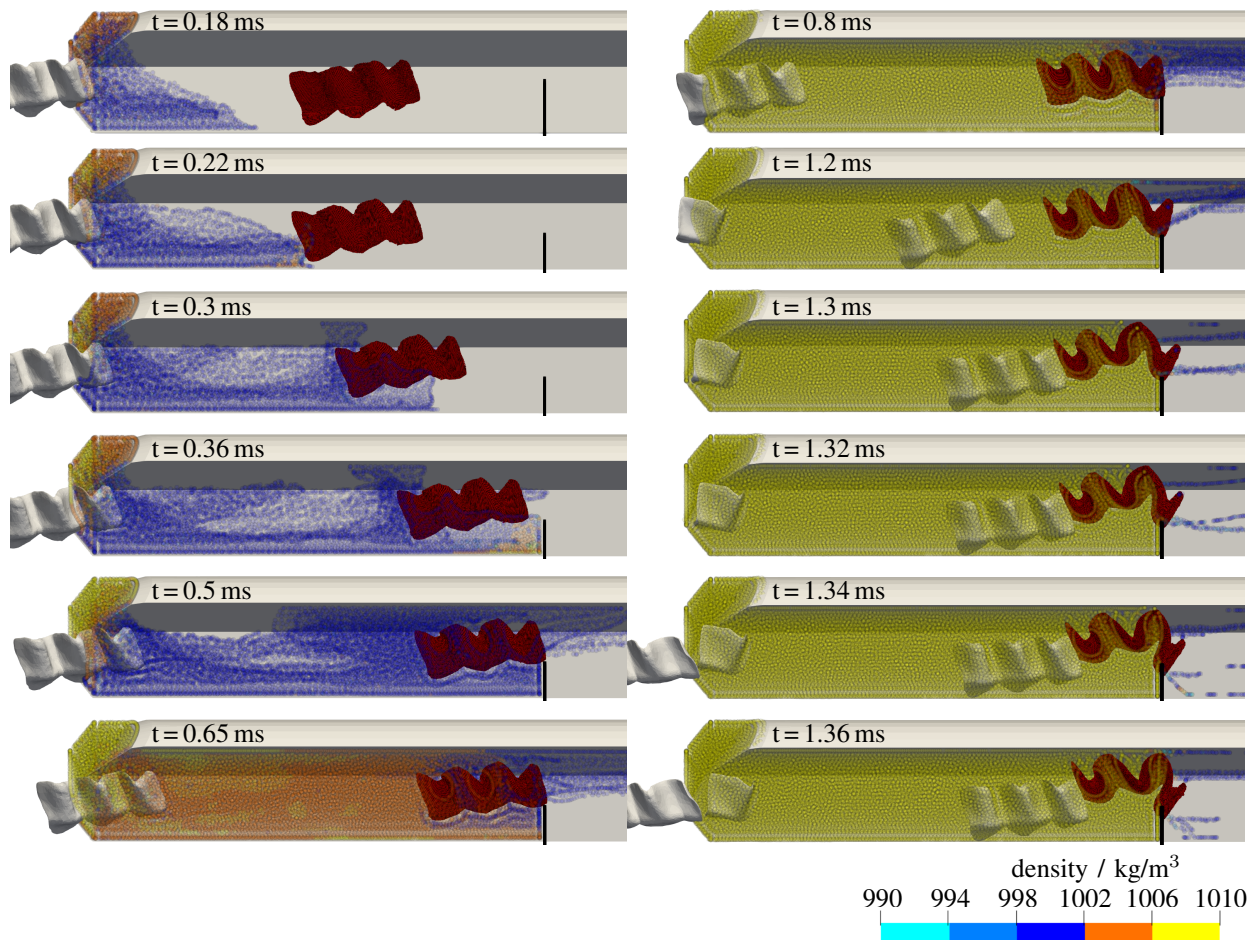 t = 0.18 ms
t = 0.8 ms
t = 0.22 ms
t = 1.2 ms
t = 0.3 ms
t = 1.3 ms
t = 0.36 ms
t = 1.32 ms
t = 0.5 ms
t = 1.34 ms
t = 0.65 ms
t = 1.36 ms
density / kg/m³
990 994 998 1002 1006 1010